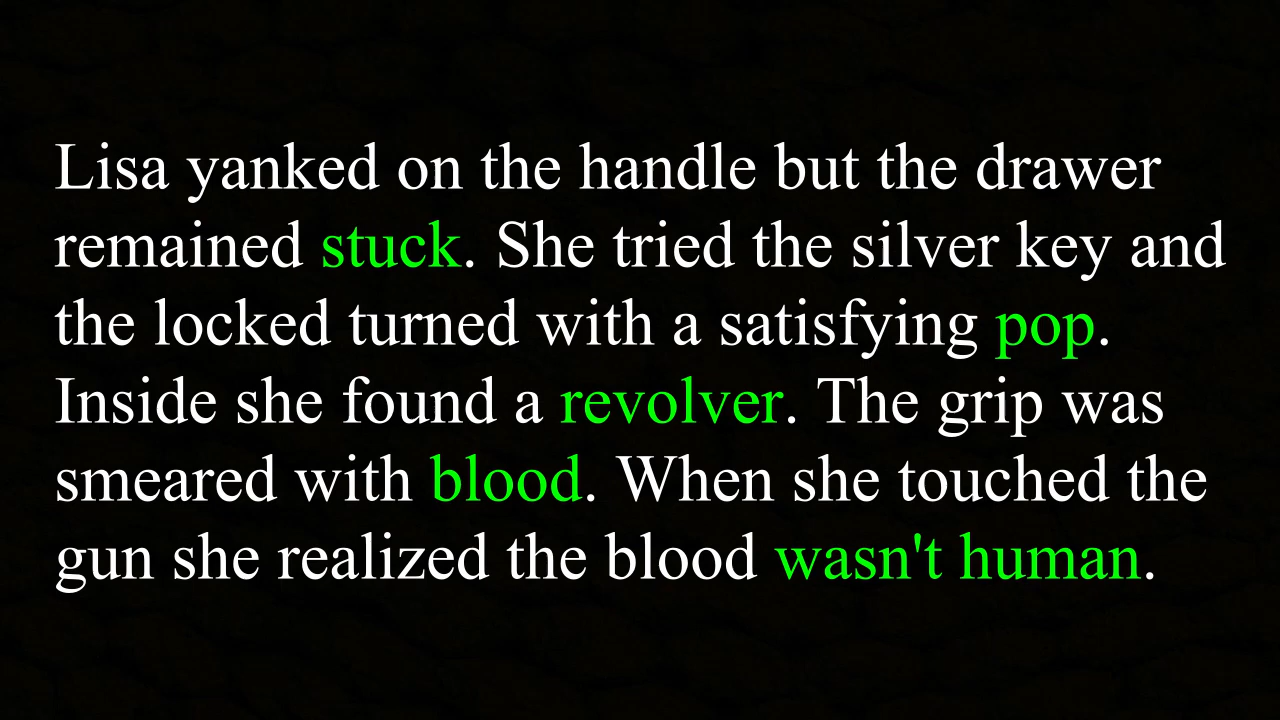 Lisa yanked on the handle but the drawer
remained stuck. She tried the silver key and
the locked turned with a satisfying pop.
Inside she found a revolver. The grip was
smeared with blood. When she touched the
gun she realized the blood wasn't human.